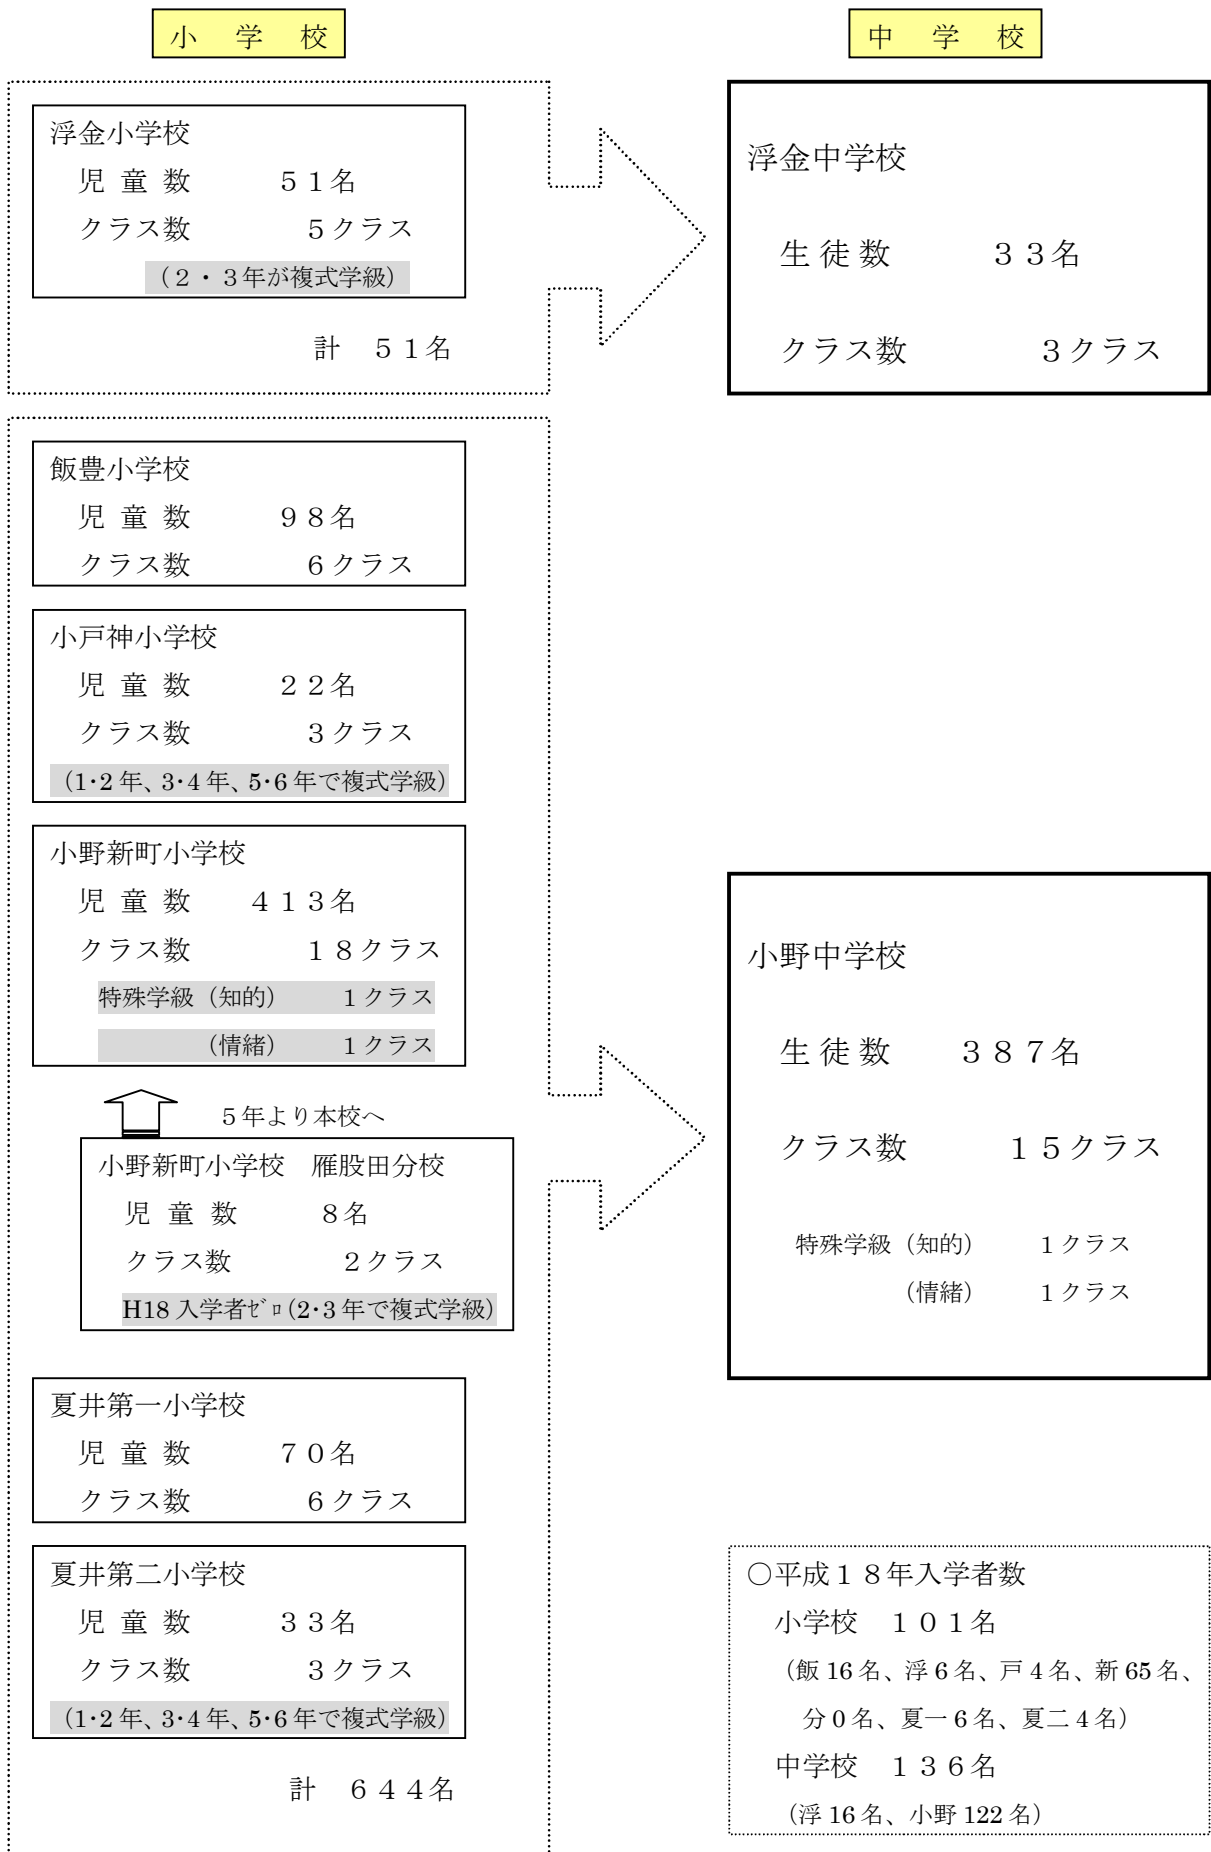 小 学 校
浮金小学校
児 童 数 ５１名
クラス数 ５クラス
（２・３年が複式学級）
計 ５１名
飯豊小学校
児 童 数 ９８名
クラス数 ６クラス
小戸神小学校
児 童 数 ２２名
クラス数 ３クラス
（1･2 年、3･4 年、5･6 年で複式学級）
小野新町小学校
児 童 数 ４１３名
クラス数 １８クラス
特殊学級（知的） １クラス
（情緒） １クラス
５年より本校へ
小野新町小学校 雁股田分校
児 童 数 ８名
クラス数 ２クラス
H18 入学者ｾﾞﾛ（2･3 年で複式学級）
夏井第一小学校
児 童 数 ７０名
クラス数 ６クラス
夏井第二小学校
児 童 数 ３３名
クラス数 ３クラス
（1･2 年、3･4 年、5･6 年で複式学級）
計 ６４４名
中 学 校
浮金中学校
生 徒 数 ３３名
クラス数 ３クラス
小野中学校
生 徒 数 ３８７名
クラス数 １５クラス
特殊学級（知的） １クラス
（情緒） １クラス
○平成１８年入学者数
小学校 １０１名
（飯 16 名、浮 6 名、戸 4 名、新 65 名、
分 0 名、夏一 6 名、夏二 4 名）
中学校 １３６名
（浮 16 名、小野 122 名）